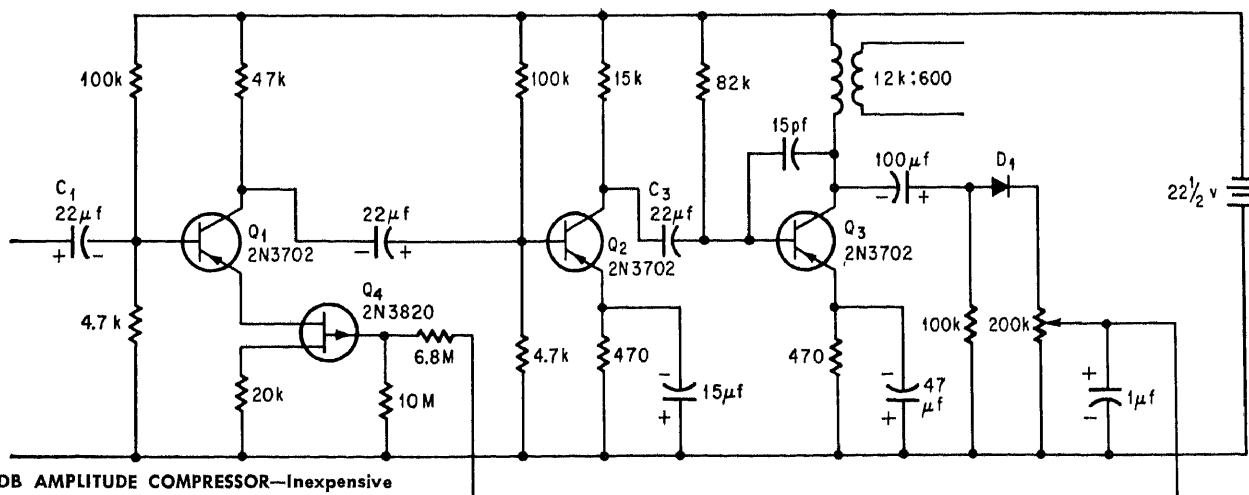 100k
47k
100k
15k
82k
12k:600
15pf
100µf
D1
22½ v
C1
22µf
+ -
Q1
2N3702
22µf
- +
C3
22µf
Q2
2N3702
Q3
2N3702
- +
Q4
2N3820
4.7k
6.8M
20k
10M
4.7k
470
-
15µf
+
470
-
47
µf
+
100k
200k
+
1µf
-
DB AMPLITUDE COMPRESSOR—Inexpensive